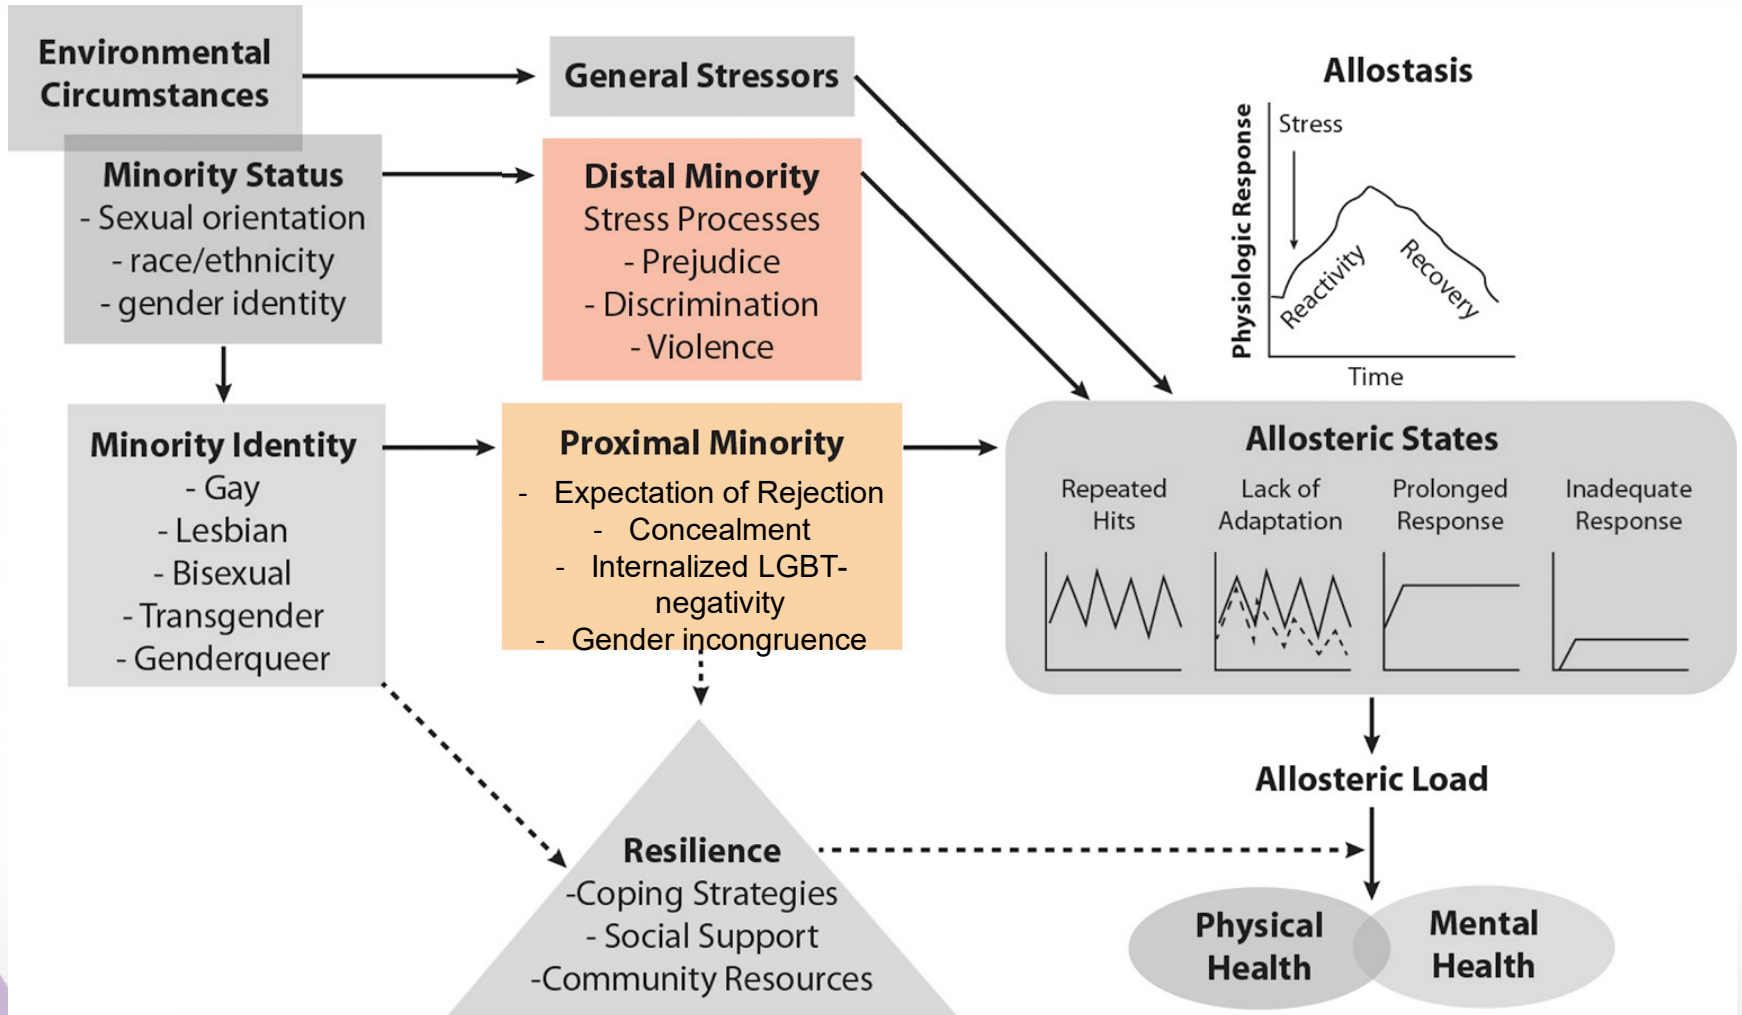 Environmental
Circumstances
General Stressors
Minority Status
- Sexual orientation
- race/ethnicity
- gender identity
Distal Minority
Stress Processes
- Prejudice
- Discrimination
- Violence
Allostasis
Physiologic Response
Stress
Reactivity
Recovery
Time
Minority Identity
- Gay
- Lesbian
- Bisexual
- Transgender
- Genderqueer
Proximal Minority
- Expectation of Rejection
- Concealment
- Internalized LGBT-
negativity
- Gender incongruence
Allosteric States
Repeated
Hits
Lack of
Adaptation
Prolonged
Response
Inadequate
Response
Allosteric Load
Resilience
-Coping Strategies
- Social Support
-Community Resources
Physical
Health
Mental
Health